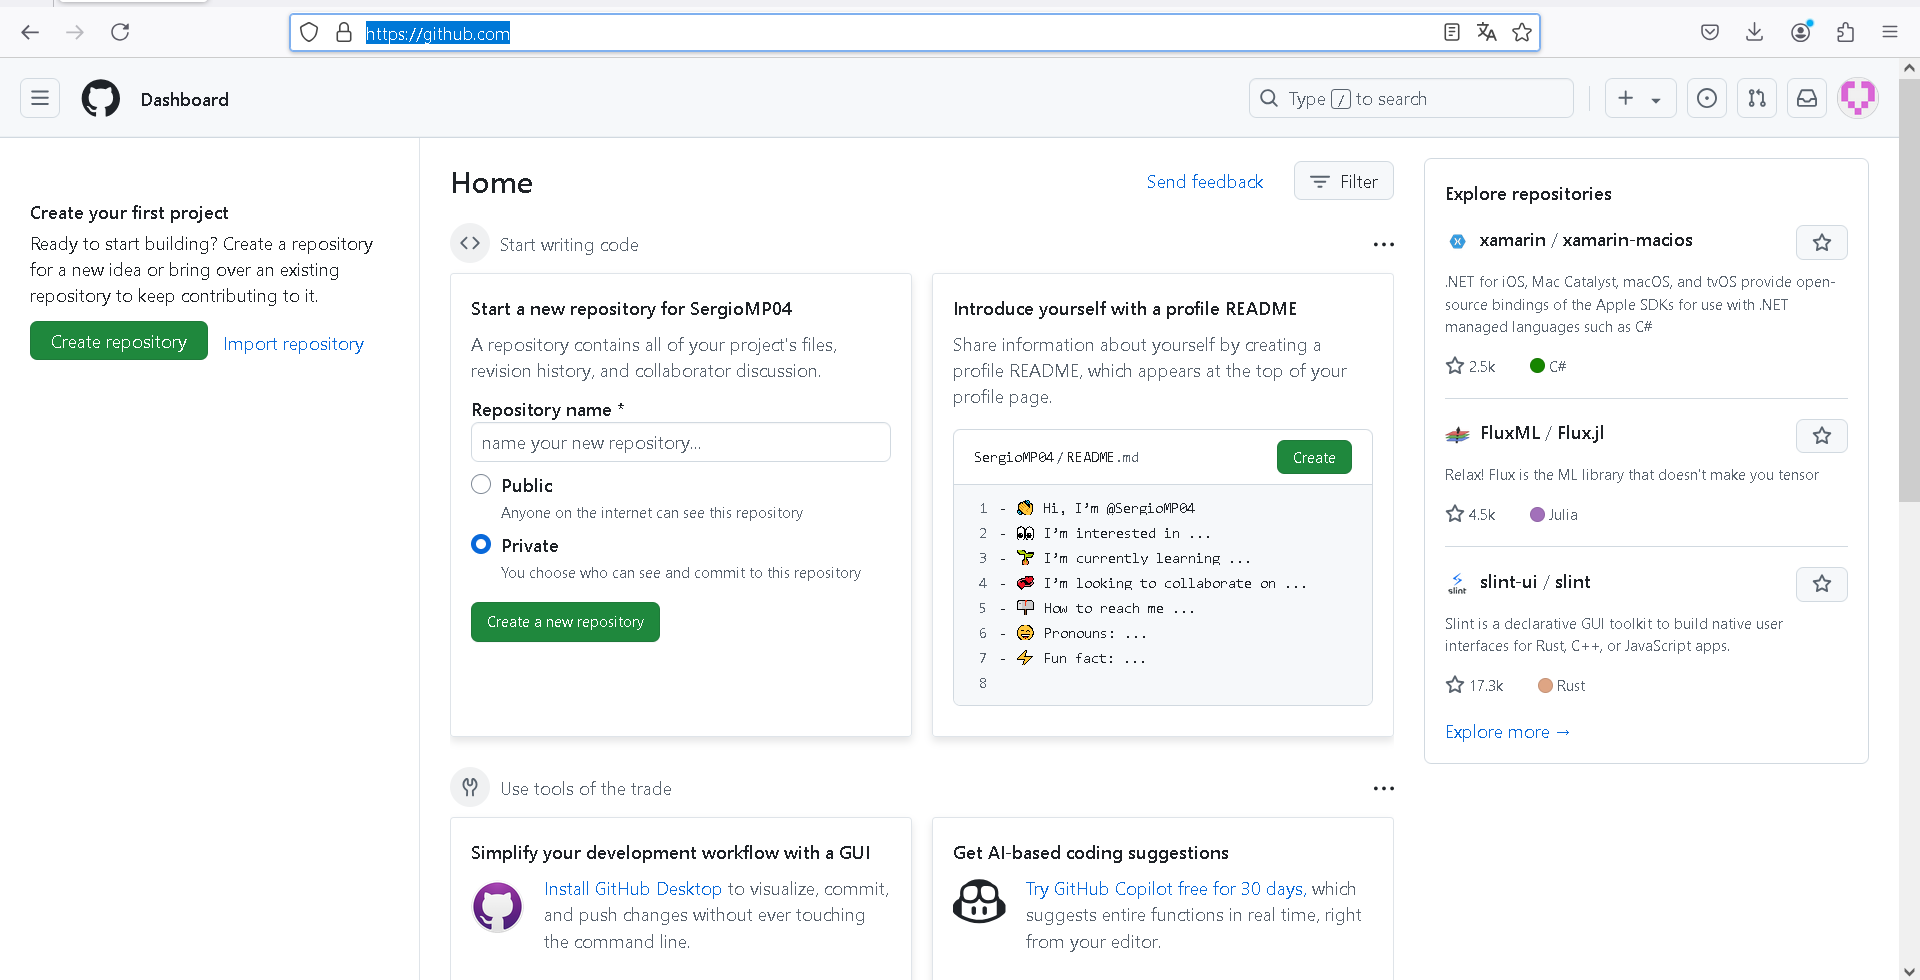 https://github.com
Dashboard
Type / to search
Create your first project
Ready to start building? Create a repository
for a new idea or bring over an existing
repository to keep contributing to it.
Create repository
Import repository
Home
Send feedback
Filter
Start writing code
Start a new repository for SergioMP04
A repository contains all of your project's files,
revision history, and collaborator discussion.
Repository name *
name your new repository...
Public
Anyone on the internet can see this repository
Private
You choose who can see and commit to this repository
Create a new repository
Introduce yourself with a profile README
Share information about yourself by creating a
profile README, which appears at the top of your
profile page.
SergioMP04/README.md
Create
1 - 👋 Hi, I'm @SergioMP04
2 - 👀 I'm interested in ...
3 - 🌱 I'm currently learning ...
4 - 💞️ I'm looking to collaborate on ...
5 - 📫 How to reach me ...
6 - 😄 Pronouns: ...
7 - ⚡ Fun fact: ...
8
Use tools of the trade
Simplify your development workflow with a GUI
Install GitHub Desktop to visualize, commit,
and push changes without ever touching
the command line.
Get AI-based coding suggestions
Try GitHub Copilot free for 30 days, which
suggests entire functions in real time, right
from your editor.
Explore repositories
xamarin / xamarin-macios
.NET for iOS, Mac Catalyst, macOS, and tvOS provide open-
source bindings of the Apple SDKs for use with .NET
managed languages such as C#
2.5k
C#
FluxML / Flux.jl
Relax! Flux is the ML library that doesn't make you tensor
4.5k
Julia
slint
slint-ui / slint
Slint is a declarative GUI toolkit to build native user
interfaces for Rust, C++, or JavaScript apps.
17.3k
Rust
Explore more →